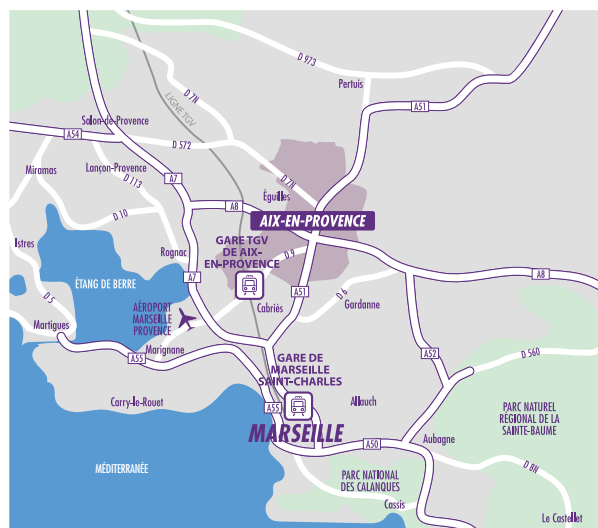 D 973
Pertuis
D 7N
LIGNE TGV
A51
Salon-de-Provence
A54
D 572
Lançon-Provence
Miramas
D 113
A7
D 7N
Éguilles
A8
D 10
AIX-EN-PROVENCE
GARE TGV
DE AIX-
EN-PROVENCE
D 9
Istres
Rognac
A8
ÉTANG DE BERRE
A7
A51
D 6
D 5
AÉROPORT
MARSEILLE
PROVENCE
Cabriès
Gardanne
Martigues
A55
Marignane
A52
D 560
GARE DE
MARSEILLE
SAINT-CHARLES
Carry-le-Rouet
A55
Allauch
PARC NATUREL
RÉGIONAL DE LA
SAINTE-BAUME
MARSEILLE
A50
Aubagne
MÉDITERRANÉE
PARC NATIONAL
DES CALANQUES
D 8N
Cassis
Le Castellet